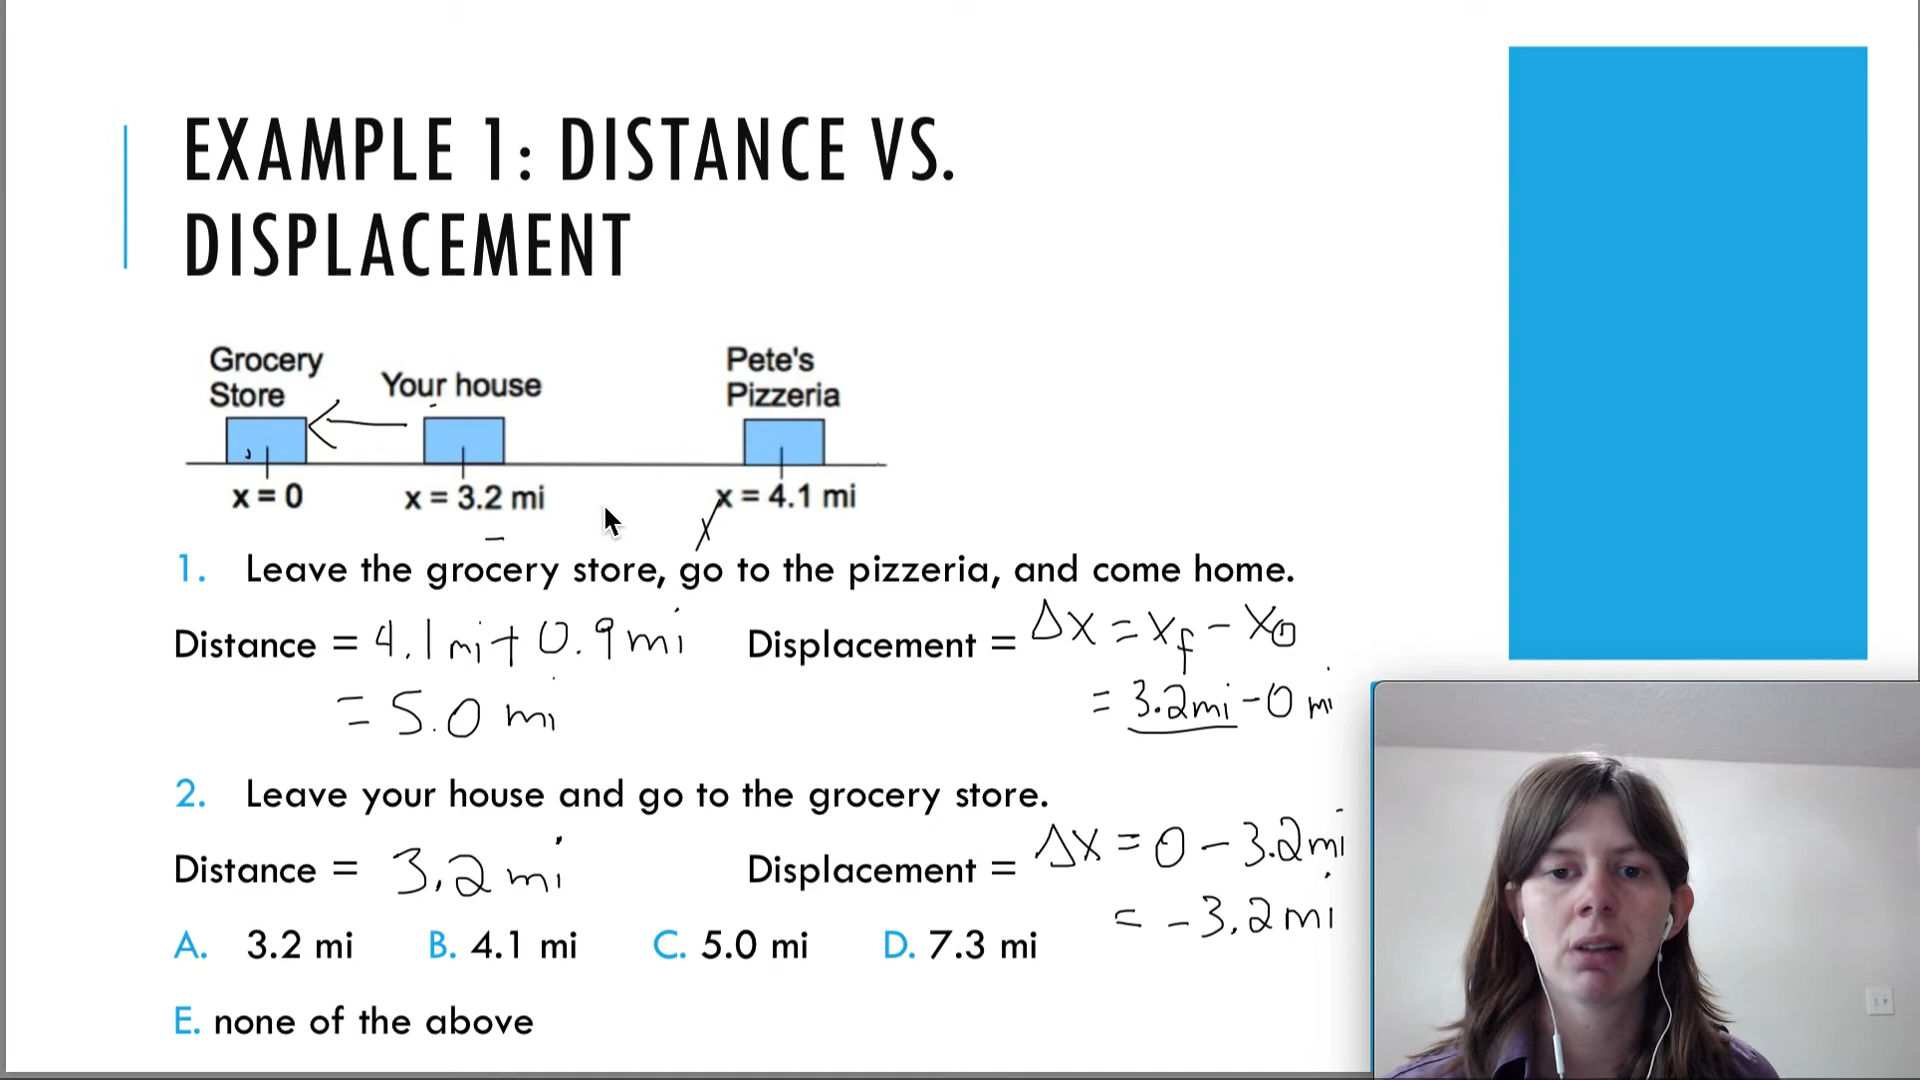 EXAMPLE 1: DISTANCE VS.
DISPLACEMENT
Grocery
Store
Your house
Pete's
Pizzeria
x = 0
x = 3.2 mi
x = 4.1 mi
1. Leave the grocery store, go to the pizzeria, and come home.
Distance = 4.1 mi + 0.9 mi
= 5.0 mi
Displacement = Δx = xf - x0
= 3.2 mi - 0 mi
2. Leave your house and go to the grocery store.
Distance = 3.2 mi
Displacement = Δx = 0 - 3.2 mi
= -3.2 mi
A. 3.2 mi B. 4.1 mi C. 5.0 mi D. 7.3 mi
E. none of the above